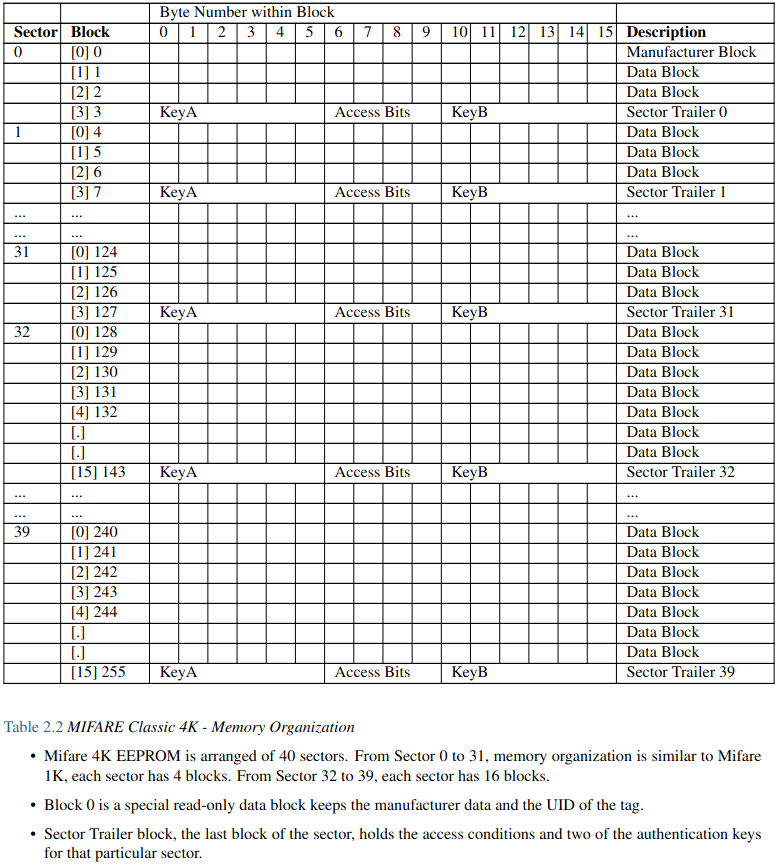 Byte Number within Block
Sector Block 0 1 2 3 4 5 6 7 8 9 10 11 12 13 14 15 Description
0 [0] 0 Manufacturer Block
[1] 1 Data Block
[2] 2 Data Block
[3] 3 KeyA Access Bits KeyB Sector Trailer 0
1 [0] 4 Data Block
[1] 5 Data Block
[2] 6 Data Block
[3] 7 KeyA Access Bits KeyB Sector Trailer 1
... ... ...
... ... ...
31 [0] 124 Data Block
[1] 125 Data Block
[2] 126 Data Block
[3] 127 KeyA Access Bits KeyB Sector Trailer 31
32 [0] 128 Data Block
[1] 129 Data Block
[2] 130 Data Block
[3] 131 Data Block
[4] 132 Data Block
[.] Data Block
[.] Data Block
[15] 143 KeyA Access Bits KeyB Sector Trailer 32
... ... ...
... ... ...
39 [0] 240 Data Block
[1] 241 Data Block
[2] 242 Data Block
[3] 243 Data Block
[4] 244 Data Block
[.] Data Block
[.] Data Block
[15] 255 KeyA Access Bits KeyB Sector Trailer 39
Table 2.2 MIFARE Classic 4K - Memory Organization
• Mifare 4K EEPROM is arranged of 40 sectors. From Sector 0 to 31, memory organization is similar to Mifare
1K, each sector has 4 blocks. From Sector 32 to 39, each sector has 16 blocks.
• Block 0 is a special read-only data block keeps the manufacturer data and the UID of the tag.
• Sector Trailer block, the last block of the sector, holds the access conditions and two of the authentication keys
for that particular sector.